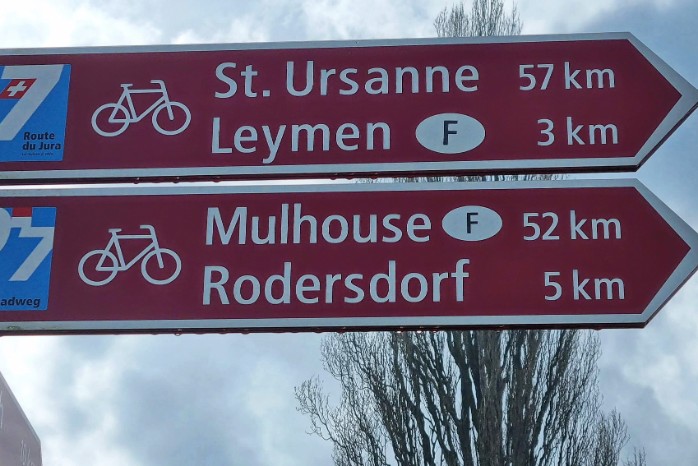 7
Route
du Jura
St. Ursanne 57 km
Leymen F 3 km
Mulhouse F 52 km
Rodersdorf 5 km